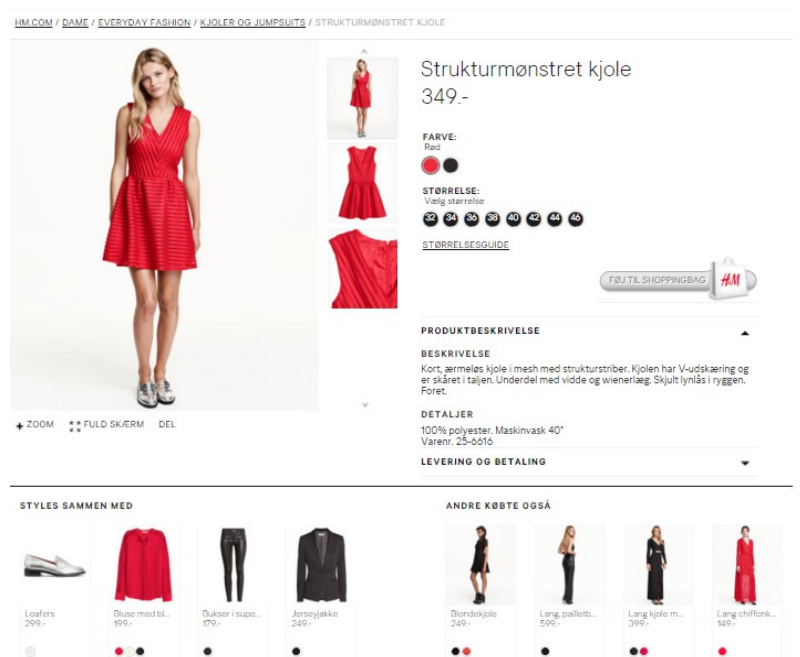 HM.COM / DAME / EVERYDAY FASHION / KJOLER OG JUMPSUITS / STRUKTURMØNSTRET KJOLE
Strukturmønstret kjole
349.-
FARVE:
Rød
STØRRELSE:
Vælg størrelse
32 34 36 38 40 42 44 46
STØRRELSESGUIDE
FØJ TIL SHOPPINGBAG H&M
PRODUKTBESKRIVELSE
BESKRIVELSE
Kort, ærmeløs kjole i mesh med strukturstriber. Kjolen har V-udskæring og
er skåret i taljen. Underdel med vidde og wienerlæg. Skjult lynlås i ryggen.
Foret.
DETALJER
100% polyester. Maskinvask 40°
Varenr. 25-6616
LEVERING OG BETALING
ZOOM FULD SKÆRM DEL
STYLES SAMMEN MED
Loafers
299.-
Bluse med bl...
199.-
Bukser i supe...
179.-
Jerseyjakke
249.-
ANDRE KØBTE OGSÅ
Blondekjole
249.-
Lang, pailletb...
599.-
Lang kjole m...
399.-
Lang chiffonk...
149.-